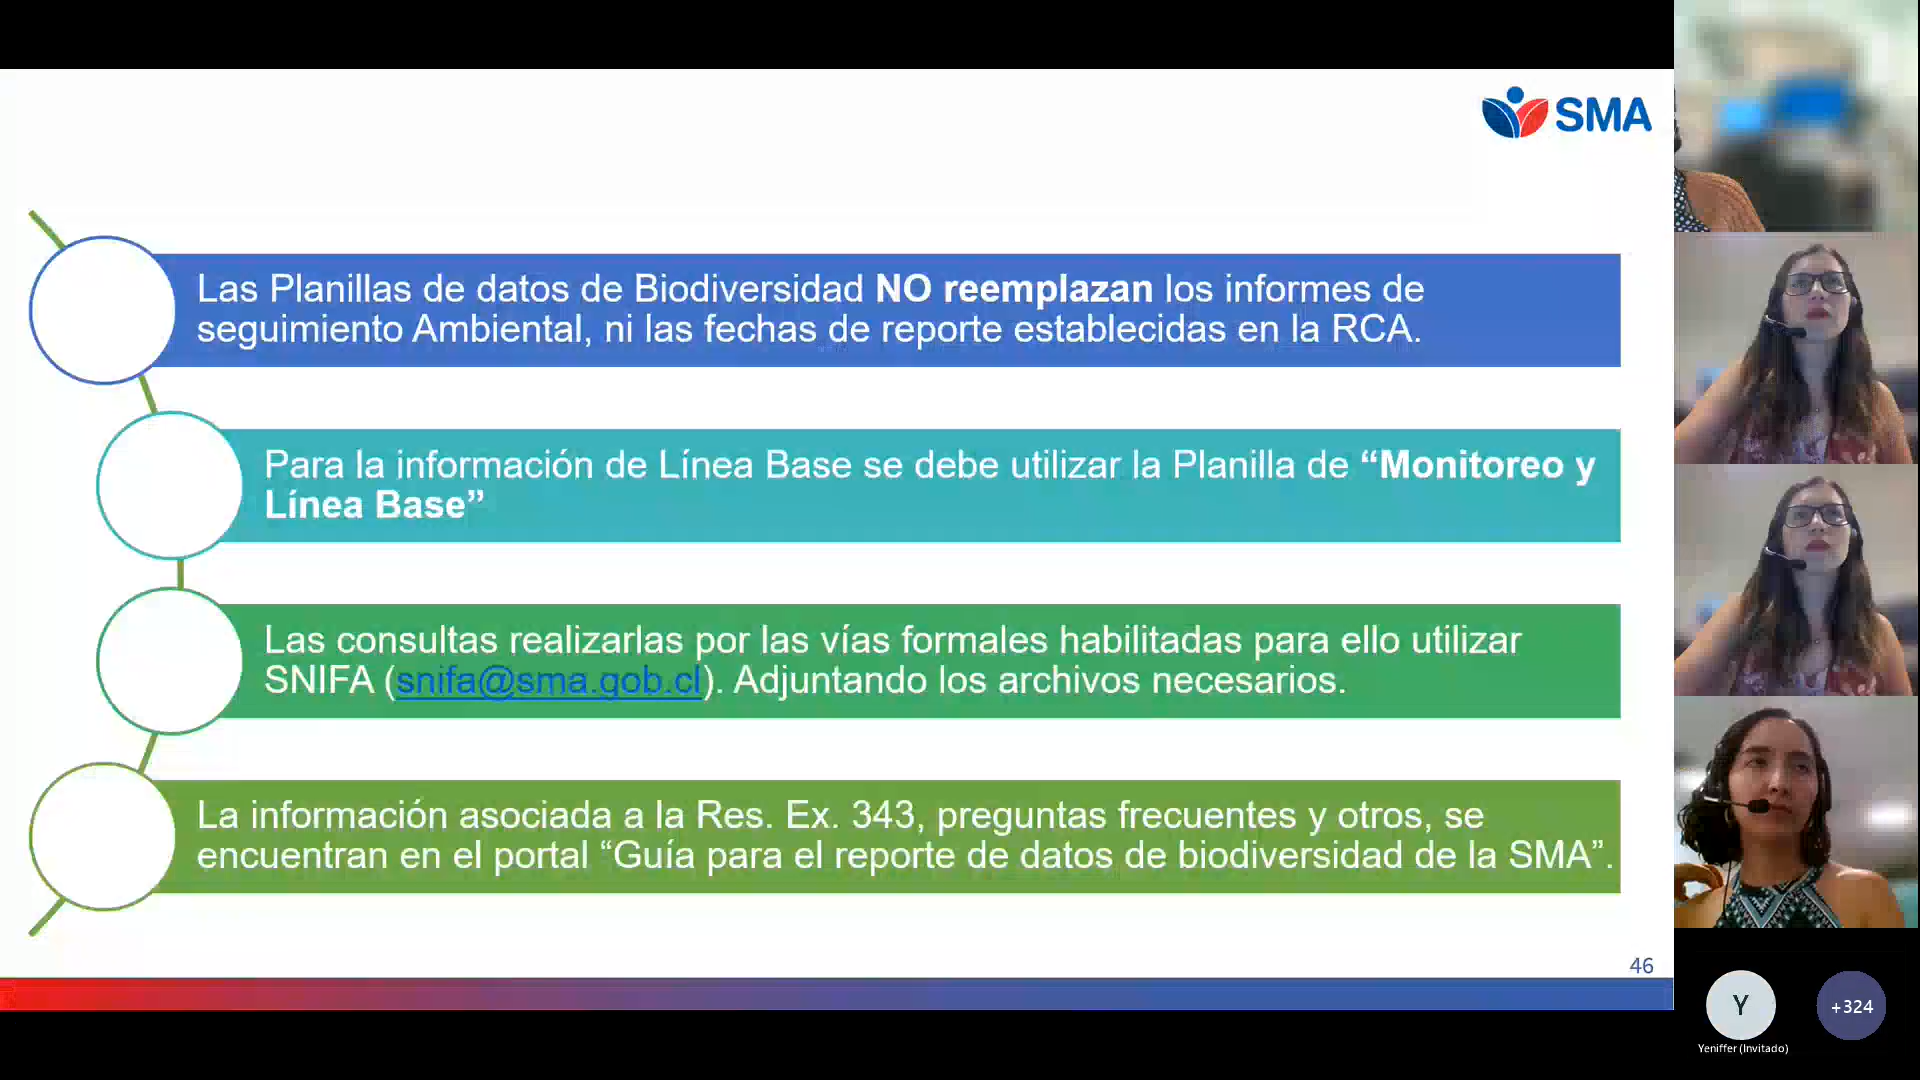 SMA
Las Planillas de datos de Biodiversidad NO reemplazan los informes de
seguimiento Ambiental, ni las fechas de reporte establecidas en la RCA.
Para la información de Línea Base se debe utilizar la Planilla de “Monitoreo y
Línea Base”
Las consultas realizarlas por las vías formales habilitadas para ello utilizar
SNIFA (snifa@sma.gob.cl). Adjuntando los archivos necesarios.
La información asociada a la Res. Ex. 343, preguntas frecuentes y otros, se
encuentran en el portal “Guía para el reporte de datos de biodiversidad de la SMA”.
46
Y
+324
Yeniffer (Invitado)